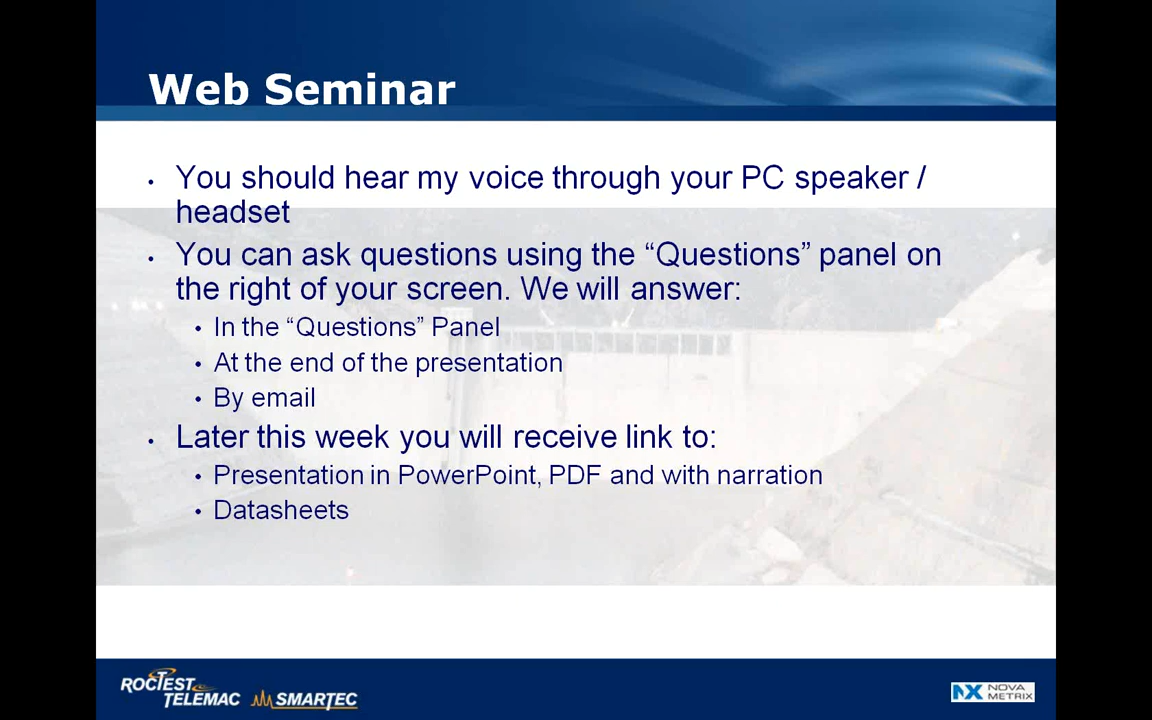 Web Seminar
• You should hear my voice through your PC speaker /
headset
• You can ask questions using the “Questions” panel on
the right of your screen. We will answer:
• In the “Questions” Panel
• At the end of the presentation
• By email
• Later this week you will receive link to:
• Presentation in PowerPoint, PDF and with narration
• Datasheets
ROCTEST
TELEMAC
SMARTEC
NX NOVA
METRIX